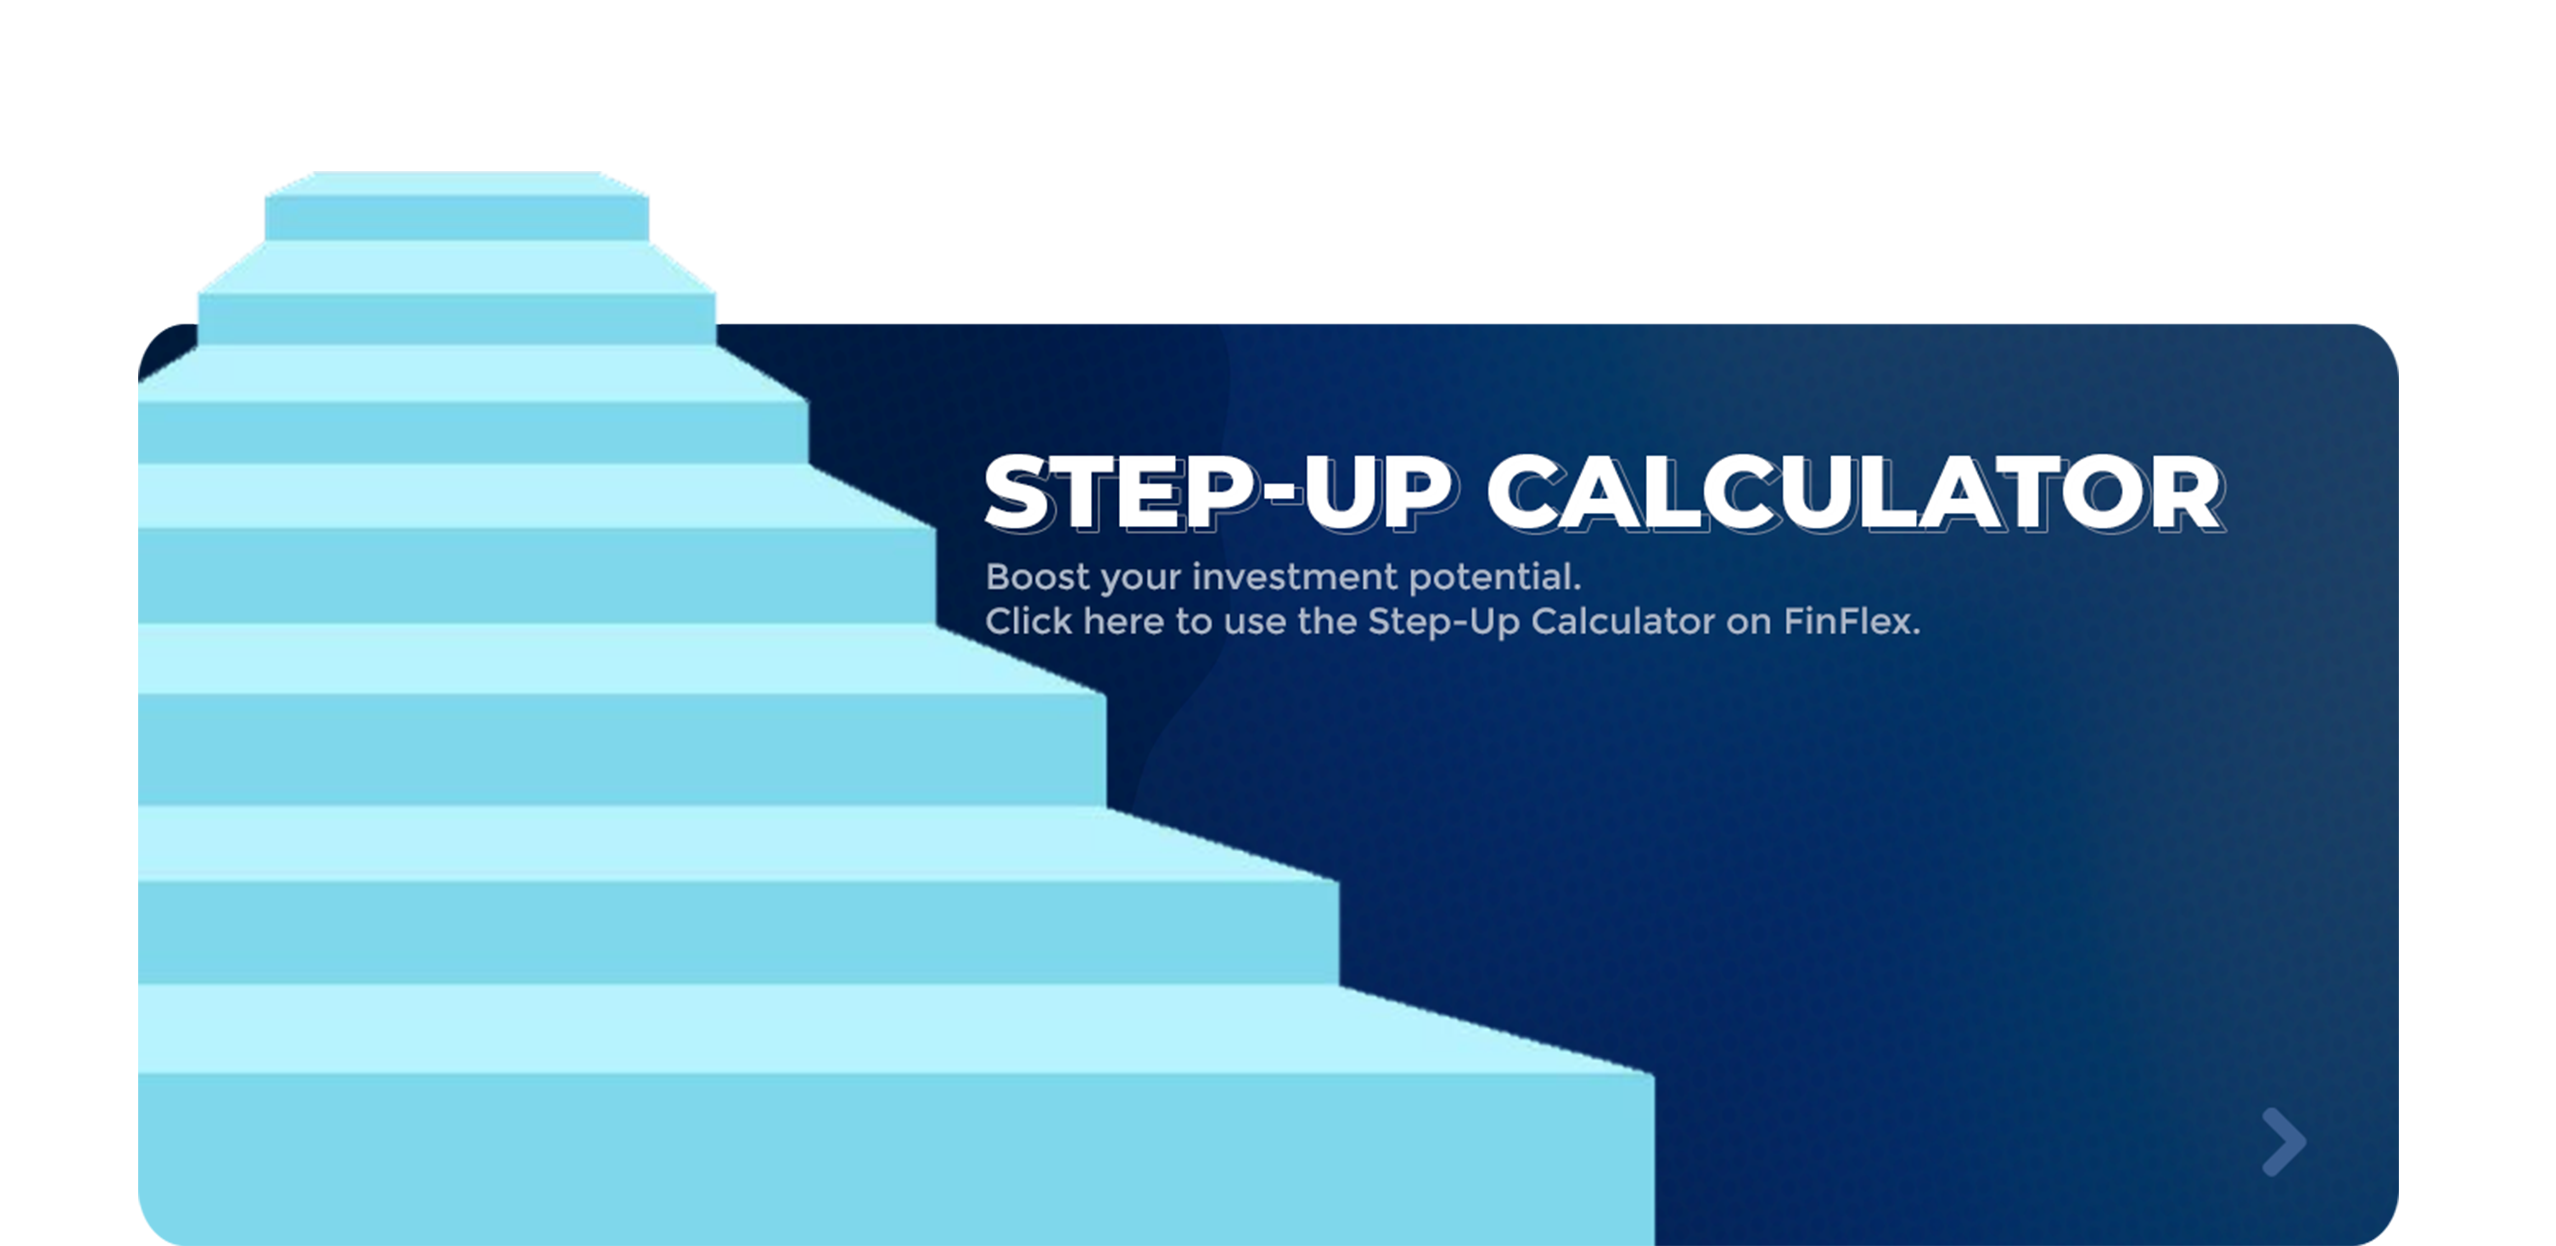 STEP-UP CALCULATOR
Boost your investment potential.
Click here to use the Step-Up Calculator on FinFlex.